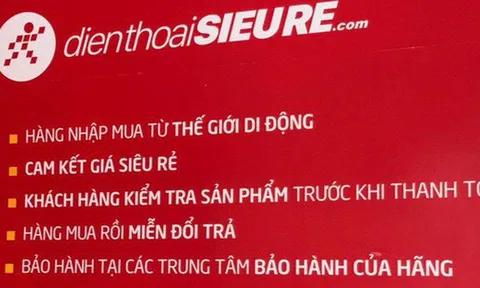 dienthoaiSIEURE.com
HÀNG NHẬP MUA TỪ THẾ GIỚI DI ĐỘNG
CAM KẾT GIÁ SIÊU RẺ
KHÁCH HÀNG KIỂM TRA SẢN PHẨM TRƯỚC KHI THANH TO
HÀNG MUA RỒI MIỄN ĐỔI TRẢ
BẢO HÀNH TẠI CÁC TRUNG TÂM BẢO HÀNH CỦA HÃNG